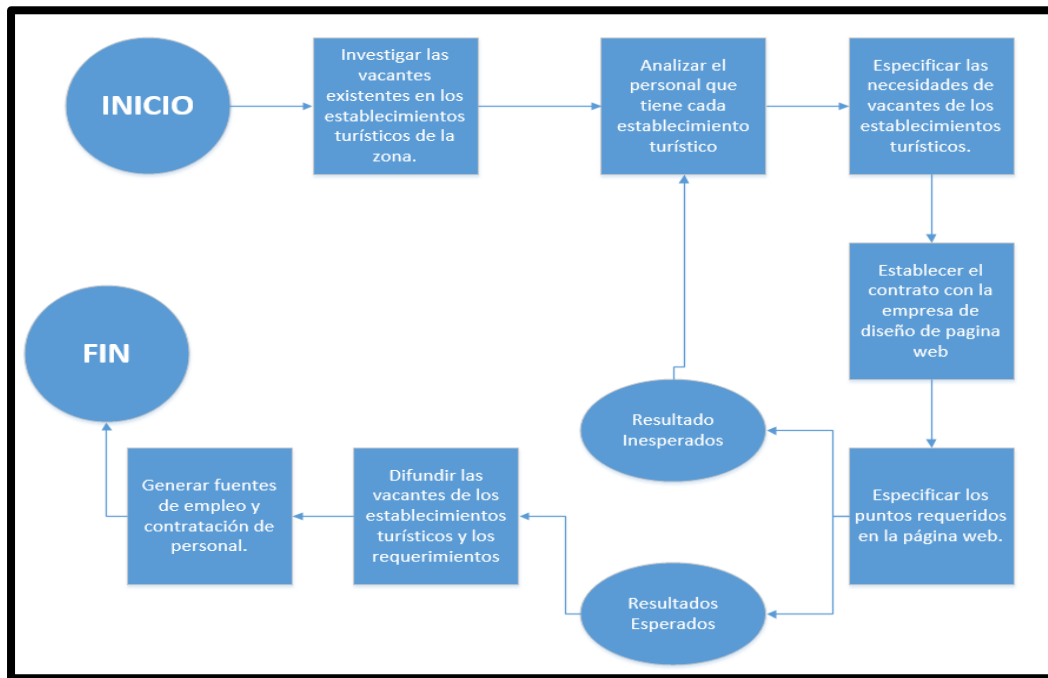 INICIO
Investigar las
vacantes
existentes en los
establecimientos
turísticos de la
zona.
Analizar el
personal que
tiene cada
establecimiento
turístico
Especificar las
necesidades de
vacantes de los
establecimientos
turísticos.
Establecer el
contrato con la
empresa de
diseño de pagina
web
Especificar los
puntos requeridos
en la página web.
Resultado
Inesperados
Resultados
Esperados
Difundir las
vacantes de los
establecimientos
turísticos y los
requerimientos
Generar fuentes
de empleo y
contratación de
personal.
FIN